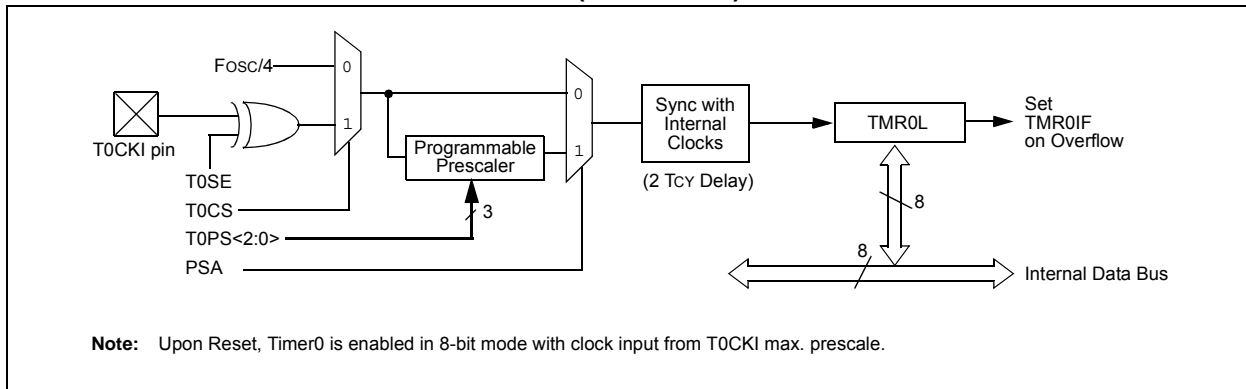 Fosc/4
0
1
T0CKI pin
T0SE
T0CS
T0PS<2:0>
PSA
Programmable
Prescaler
3
0
1
Sync with
Internal
Clocks
(2 TCY Delay)
TMR0L
Set
TMR0IF
on Overflow
8
8
Internal Data Bus
Note: Upon Reset, Timer0 is enabled in 8-bit mode with clock input from T0CKI max. prescale.